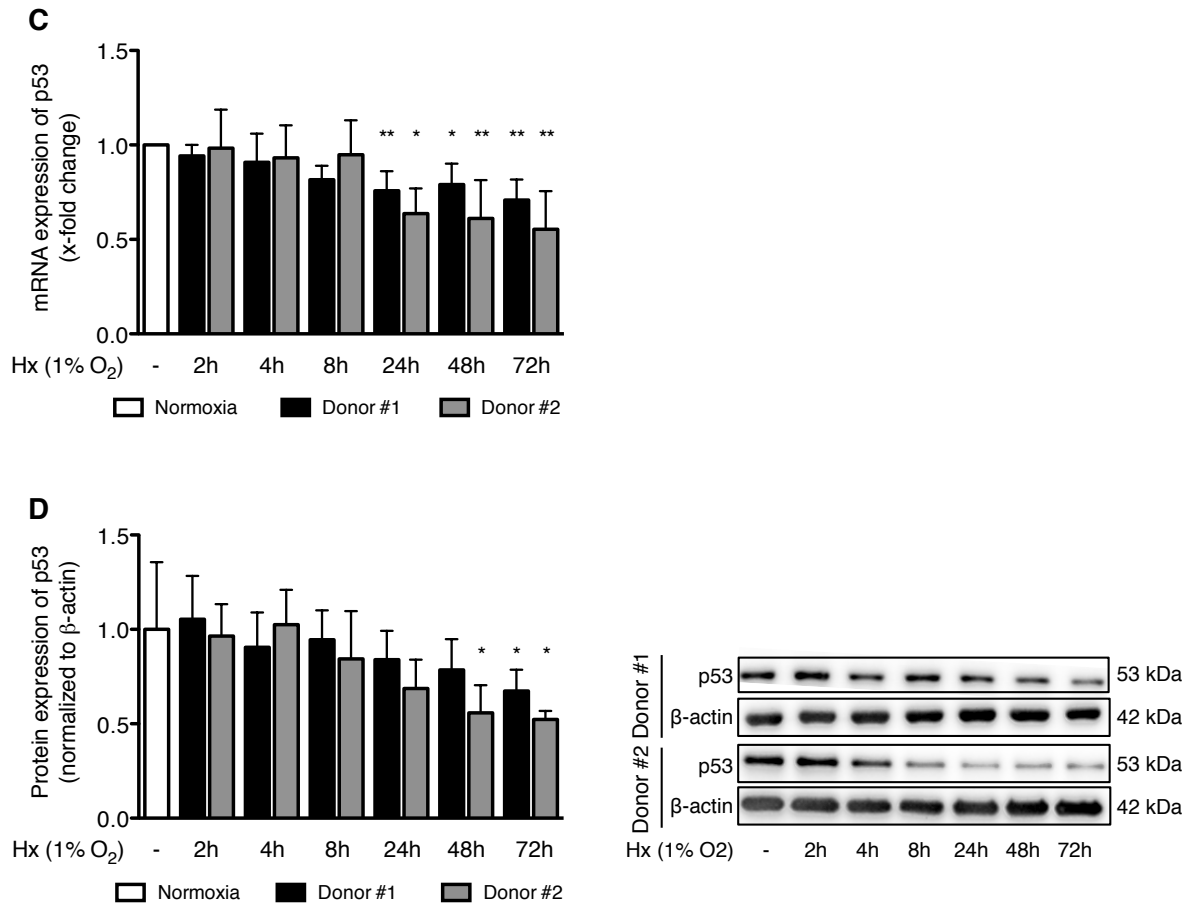 C
mRNA expression of p53
(x-fold change)
1.5
1.0
0.5
0.0
** * * ** ** **
Hx (1% O2) - 2h 4h 8h 24h 48h 72h
Normoxia Donor #1 Donor #2
D
Protein expression of p53
(normalized to β-actin)
1.5
1.0
0.5
0.0
* * *
Hx (1% O2) - 2h 4h 8h 24h 48h 72h
Normoxia Donor #1 Donor #2
Donor #1
p53 53 kDa
β-actin 42 kDa
Donor #2
p53 53 kDa
β-actin 42 kDa
Hx (1% O2) - 2h 4h 8h 24h 48h 72h